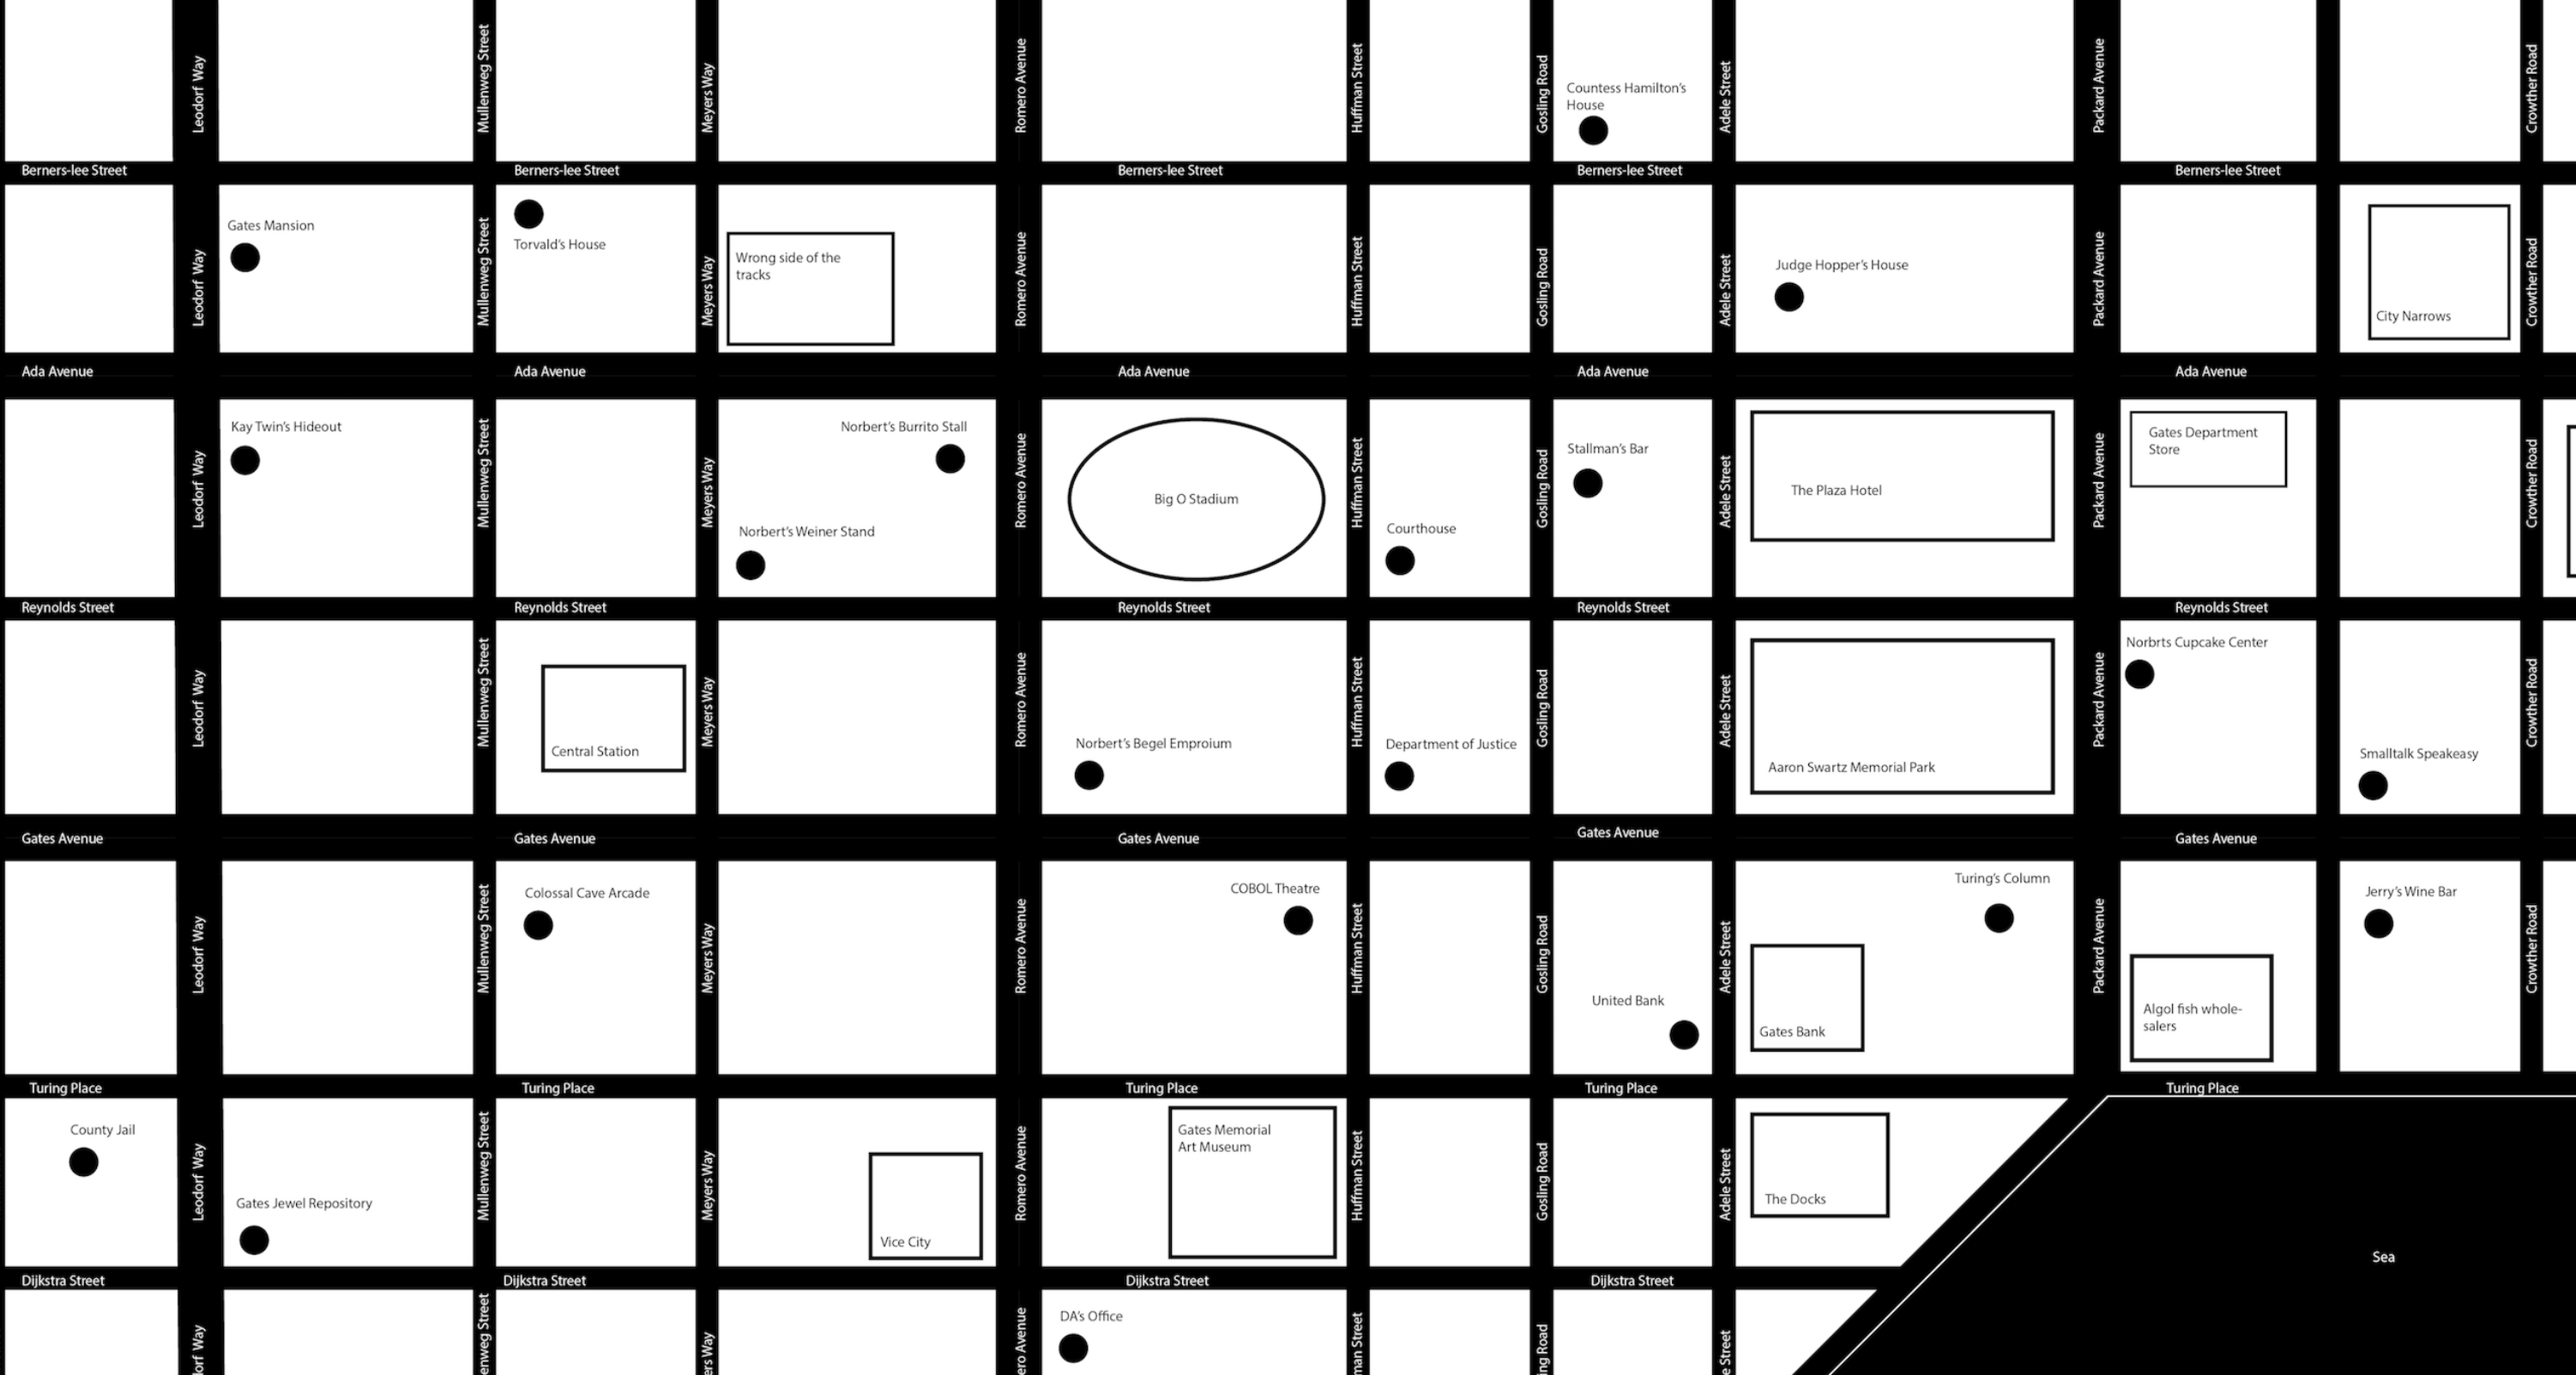 Leodorf Way
Mullenweg Street
Meyers Way
Romero Avenue
Huffman Street
Gosling Road
Countess Hamilton's
House
Adele Street
Packard Avenue
Crowther Road
Berners-lee Street
Berners-lee Street
Berners-lee Street
Berners-lee Street
Berners-lee Street
Gates Mansion
Leodorf Way
Mullenweg Street
Torvald's House
Meyers Way
Wrong side of the
tracks
Romero Avenue
Huffman Street
Gosling Road
Adele Street
Judge Hopper's House
Packard Avenue
City Narrows
Crowther Road
Ada Avenue
Ada Avenue
Ada Avenue
Ada Avenue
Ada Avenue
Leodorf Way
Kay Twin's Hideout
Mullenweg Street
Meyers Way
Norbert's Burrito Stall
Norbert's Weiner Stand
Romero Avenue
Big O Stadium
Huffman Street
Courthouse
Gosling Road
Stallman's Bar
Adele Street
The Plaza Hotel
Packard Avenue
Gates Department
Store
Crowther Road
Reynolds Street
Reynolds Street
Reynolds Street
Reynolds Street
Reynolds Street
Leodorf Way
Mullenweg Street
Central Station
Meyers Way
Romero Avenue
Norbert's Begel Emproium
Huffman Street
Department of Justice
Gosling Road
Adele Street
Aaron Swartz Memorial Park
Packard Avenue
Norbrts Cupcake Center
Smalltalk Speakeasy
Crowther Road
Gates Avenue
Gates Avenue
Gates Avenue
Gates Avenue
Gates Avenue
Leodorf Way
Mullenweg Street
Colossal Cave Arcade
Meyers Way
Romero Avenue
COBOL Theatre
Huffman Street
Gosling Road
United Bank
Adele Street
Gates Bank
Turing's Column
Packard Avenue
Algol fish whole-
salers
Jerry's Wine Bar
Crowther Road
Turing Place
Turing Place
Turing Place
Turing Place
Turing Place
County Jail
Leodorf Way
Gates Jewel Repository
Mullenweg Street
Meyers Way
Vice City
Romero Avenue
Gates Memorial
Art Museum
Huffman Street
Gosling Road
Adele Street
The Docks
Sea
Dijkstra Street
Dijkstra Street
Dijkstra Street
Dijkstra Street
dorf Way
enweg Street
ers Way
ero Avenue
DA's Office
man Street
ing Road
e Street